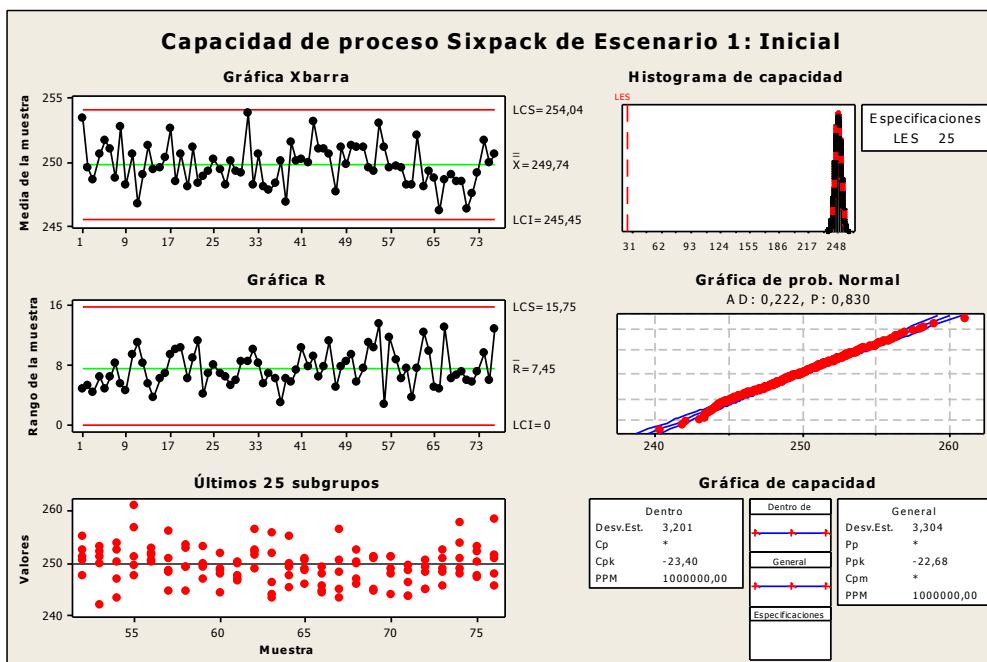 Capacidad de proceso Sixpack de Escenario 1: Inicial
Gráfica Xbarra
Media de la muestra
255
250
245
1 9 17 25 33 41 49 57 65 73
LCS=254,04
X=249,74
LCI=245,45
Histograma de capacidad
LES
31 62 93 124 155 186 217 248
Especificaciones
LES 25
Gráfica R
Rango de la muestra
16
8
0
1 9 17 25 33 41 49 57 65 73
LCS=15,75
R=7,45
LCI=0
Gráfica de prob. Normal
AD: 0,222, P: 0,830
240 250 260
Últimos 25 subgrupos
Valores
260
250
240
55 60 65 70 75
Muestra
Gráfica de capacidad
Dentro
Desv.Est. 3,201
Cp *
Cpk -23,40
PPM 1000000,00
Dentro de
General
Especificaciones
General
Desv.Est. 3,304
Pp *
Ppk -22,68
Cpm *
PPM 1000000,00